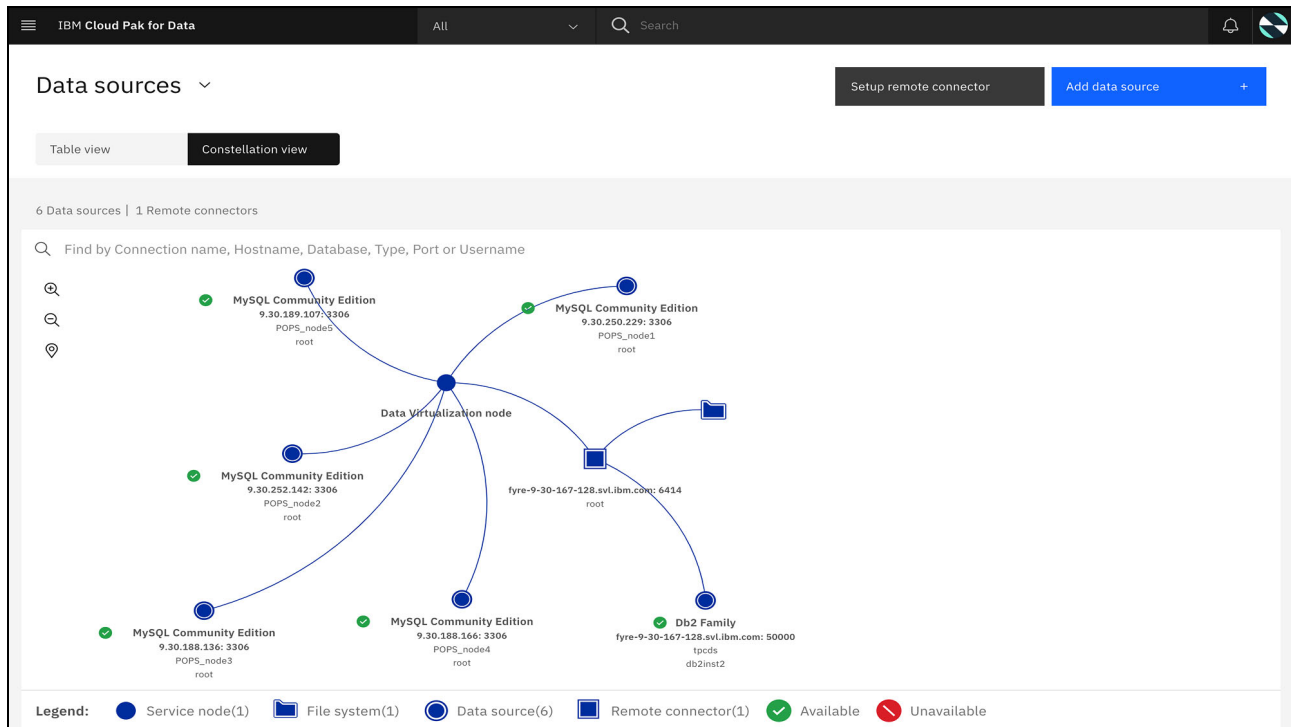 IBM Cloud Pak for Data
All
Search
Data sources
Setup remote connector
Add data source +
Table view
Constellation view
6 Data sources | 1 Remote connectors
Find by Connection name, Hostname, Database, Type, Port or Username
MySQL Community Edition
9.30.189.107: 3306
POPS_node5
root
MySQL Community Edition
9.30.250.229: 3306
POPS_node1
root
Data Virtualization node
MySQL Community Edition
9.30.252.142: 3306
POPS_node2
root
fyre-9-30-167-128.svl.ibm.com: 6414
root
MySQL Community Edition
9.30.188.136: 3306
POPS_node3
root
MySQL Community Edition
9.30.188.166: 3306
POPS_node4
root
Db2 Family
fyre-9-30-167-128.svl.ibm.com: 50000
tpcds
db2inst2
Legend: Service node(1) File system(1) Data source(6) Remote connector(1) Available Unavailable